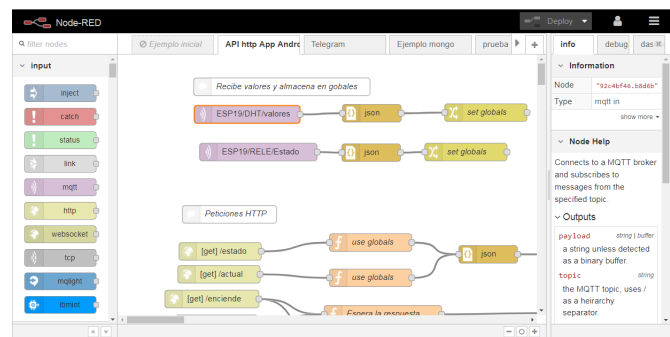 Node-RED
Deploy
filter nodes
Ejemplo inicial
API http App Andro
Telegram
Ejemplo mongo
prueba
info
debug
das
input
inject
catch
status
link
mqtt
http
websocket
tcp
mqlight
ibmiot
Recibe valores y almacena en gobales
ESP19/DHT/valores
json
set globals
ESP19/RELE/Estado
json
set globals
Peticiones HTTP
[get] /estado
use globals
json
[get] /actual
use globals
[get] /enciende
Espera la respuesta
Information
Node
"92c4bf46.b8d6b"
Type
mqtt in
show more
Node Help
Connects to a MQTT broker
and subscribes to
messages from the
specified topic.
Outputs
payload
string | buffer
a string unless detected
as a binary buffer.
topic
string
the MQTT topic, uses /
as a heirarchy
separator.